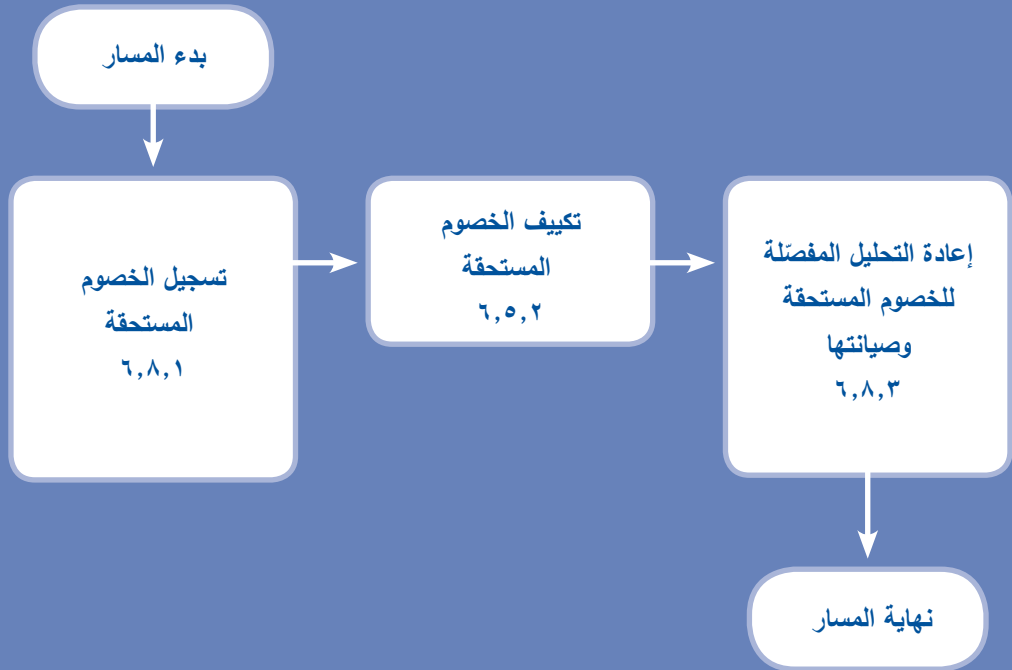 بدء المسار
تسجيل الخصوم
المستحقة
٦,٨,١
تكييف الخصوم
المستحقة
٦,٥,٢
إعادة التحليل المفصّلة
للخصوم المستحقة
وصيانتها
٦,٨,٣
نهاية المسار